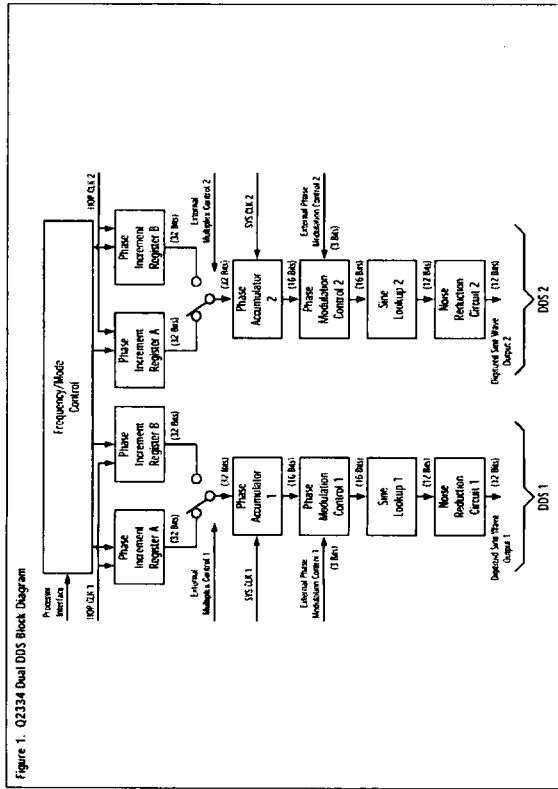 Figure 1. Q2334 Dual DDS Block Diagram
Processor
Interface
Frequency/Mode
Control
HOP CLK 1
HOP CLK 2
Phase
Increment
Register A
Phase
Increment
Register B
Phase
Increment
Register A
Phase
Increment
Register B
(32 Bits)
(32 Bits)
(32 Bits)
(32 Bits)
External
Multiplex Control 1
(32 Bits)
(32 Bits)
External
Multiplex Control 2
SYS CLK 1
Phase
Accumulator
1
Phase
Accumulator
2
SYS CLK 2
(16 Bits)
(16 Bits)
External Phase
Modulation Control 1
(3 Bits)
Phase
Modulation
Control 1
Phase
Modulation
Control 2
External Phase
Modulation Control 2
(3 Bits)
(16 Bits)
(16 Bits)
Sine
Lookup 1
Sine
Lookup 2
(12 Bits)
(12 Bits)
Noise
Reduction
Circuit 1
Noise
Reduction
Circuit 2
Digitized Sine Wave
Output 1
(12 Bits)
Digitized Sine Wave
Output 2
(12 Bits)
DDS 1
DDS 2